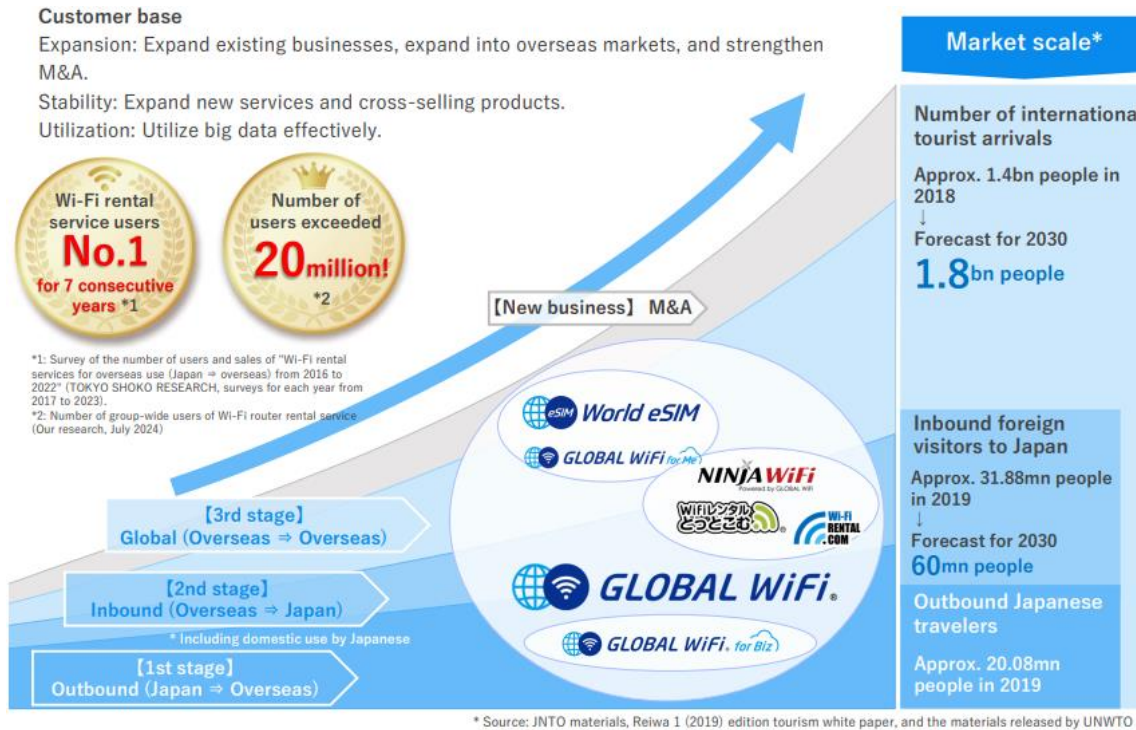 Customer base
Expansion: Expand existing businesses, expand into overseas markets, and strengthen
M&A.
Stability: Expand new services and cross-selling products.
Utilization: Utilize big data effectively.
Wi-Fi rental
service users
No.1
for 7 consecutive
years *1
Number of
users exceeded
20 million!
*2
*1: Survey of the number of users and sales of "Wi-Fi rental
services for overseas use (Japan ⇒ overseas) from 2016 to
2022" (TOKYO SHOKO RESEARCH, surveys for each year from
2017 to 2023).
*2: Number of group-wide users of Wi-Fi router rental service
(Our research, July 2024)
【New business】 M&A
eSIM World eSIM
GLOBAL WiFi for Me
NINJA WiFi
Powered by GLOBAL WiFi
WiFiレンタル
どっとこむ ®
Wi-Fi
RENTAL
.COM
GLOBAL WiFi®
GLOBAL WiFi® for Biz
【3rd stage】
Global (Overseas ⇒ Overseas)
【2nd stage】
Inbound (Overseas ⇒ Japan)
* Including domestic use by Japanese
【1st stage】
Outbound (Japan ⇒ Overseas)
Market scale*
Number of internationa
tourist arrivals
Approx. 1.4bn people in
2018
↓
Forecast for 2030
1.8bn people
Inbound foreign
visitors to Japan
Approx. 31.88mn people
in 2019
↓
Forecast for 2030
60mn people
Outbound Japanese
travelers
Approx. 20.08mn
people in 2019
* Source: JNTO materials, Reiwa 1 (2019) edition tourism white paper, and the materials released by UNWTO